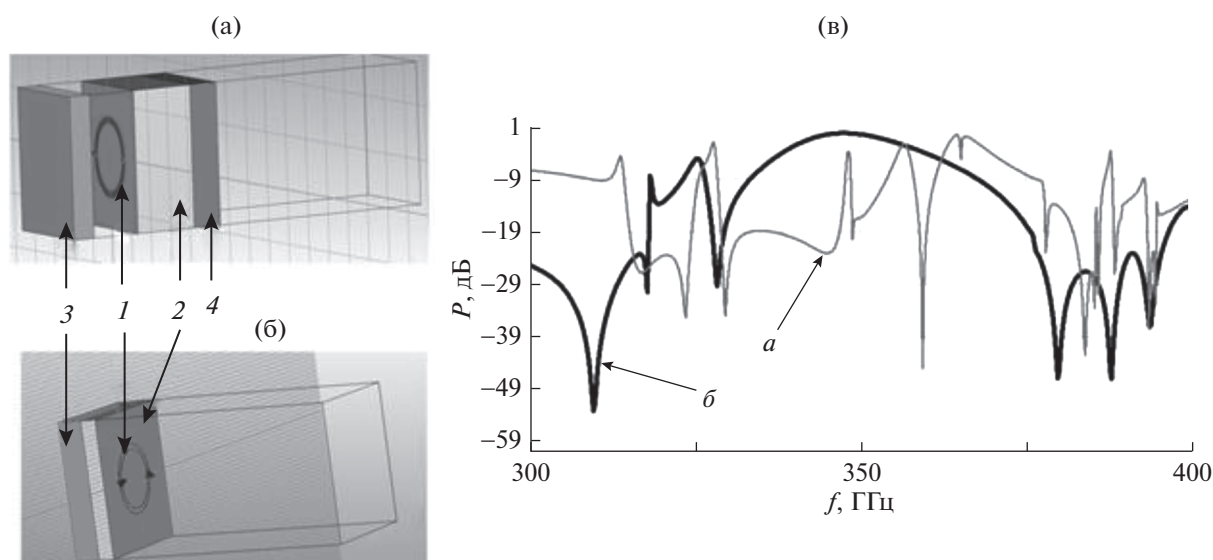 (а)
(в)
3 1 2 4
(б)
P, дБ
1
–9
–19
–29
–39
–49
–59
а
б
300 350 400
f, ГГц